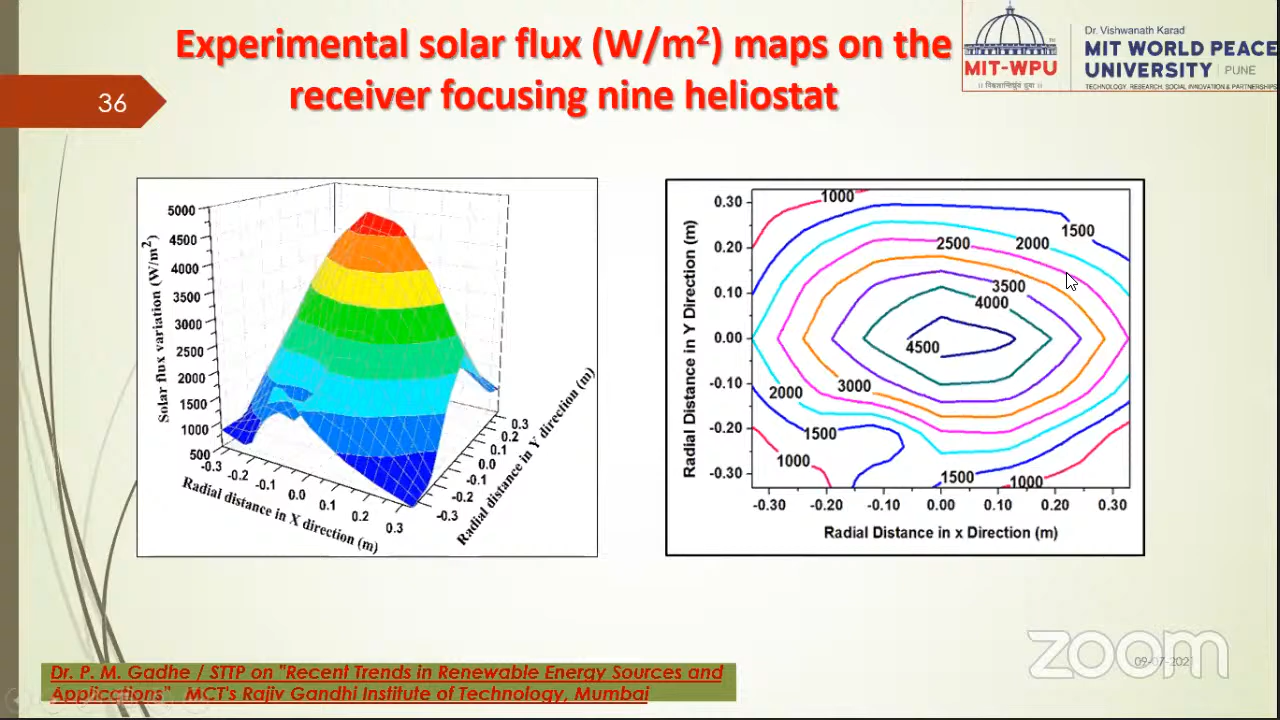 Experimental solar flux (W/m²) maps on the
receiver focusing nine heliostat
36
MIT-WPU
|| विश्वशान्तिर्ध्रुवं ध्रुवा ||
Dr. Vishwanath Karad
MIT WORLD PEACE
UNIVERSITY | PUNE
TECHNOLOGY, RESEARCH, SOCIAL INNOVATION & PARTNERSHIPS
Solar flux variation (W/m²)
5000
4500
4000
3500
3000
2500
2000
1500
1000
500
-0.3
-0.2
-0.1
0.0
0.1
0.2
0.3
Radial distance in X direction (m)
0.3
0.2
0.1
0.0
-0.1
-0.2
-0.3
Radial distance in Y direction (m)
Radial Distance in Y Direction (m)
0.30
0.20
0.10
0.00
-0.10
-0.20
-0.30
1000
1500
2500
2000
3500
4000
4500
3000
2000
1500
1000
1500
1000
-0.30 -0.20 -0.10 0.00 0.10 0.20 0.30
Radial Distance in x Direction (m)
Dr. P. M. Gadhe / STTP on "Recent Trends in Renewable Energy Sources and
Applications" MCT's Rajiv Gandhi Institute of Technology, Mumbai
zoom
09-07-2021